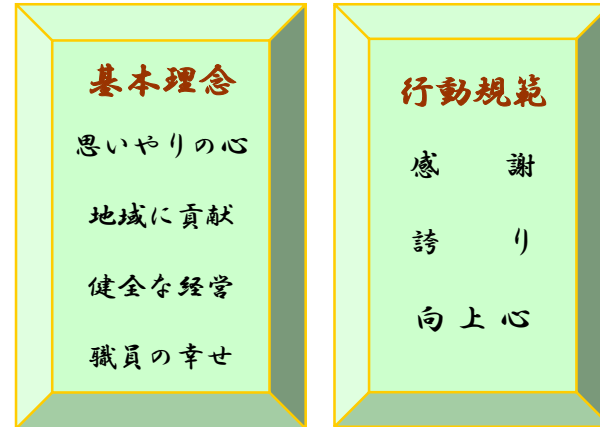 基本理念
思いやりの心
地域に貢献
健全な経営
職員の幸せ
行動規範
感　謝
誇　り
向上心